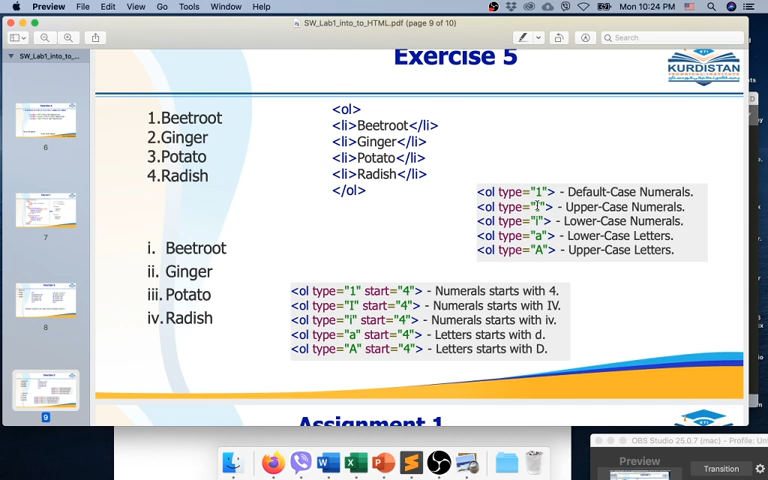 Preview File Edit View Go Tools Window Help
Mon 10:24 PM
SW_Lab1_into_to_HTML.pdf (page 9 of 10)
Search
SW_Lab1_into_to_...
6
7
8
9
Exercise 5
KURDISTAN
1.Beetroot
2.Ginger
3.Potato
4.Radish
<ol>
<li>Beetroot</li>
<li>Ginger</li>
<li>Potato</li>
<li>Radish</li>
</ol>
<ol type="1"> - Default-Case Numerals.
<ol type="I"> - Upper-Case Numerals.
<ol type="i"> - Lower-Case Numerals.
<ol type="a"> - Lower-Case Letters.
<ol type="A"> - Upper-Case Letters.
i. Beetroot
ii. Ginger
iii. Potato
iv. Radish
<ol type="1" start="4"> - Numerals starts with 4.
<ol type="I" start="4"> - Numerals starts with IV.
<ol type="i" start="4"> - Numerals starts with iv.
<ol type="a" start="4"> - Letters starts with d.
<ol type="A" start="4"> - Letters starts with D.
Assignment 1
OBS Studio 25.0.7 (mac) - Profile: Un
Preview
Transition